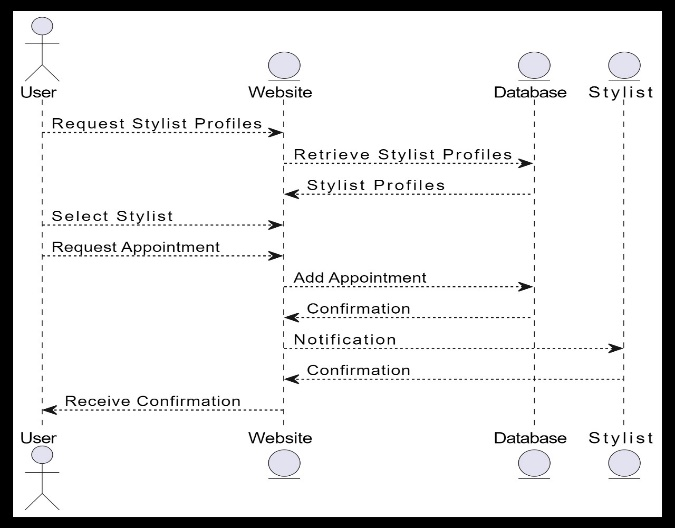 User
Website
Database
Stylist
Request Stylist Profiles
Retrieve Stylist Profiles
Stylist Profiles
Select Stylist
Request Appointment
Add Appointment
Confirmation
Notification
Confirmation
Receive Confirmation
User
Website
Database
Stylist